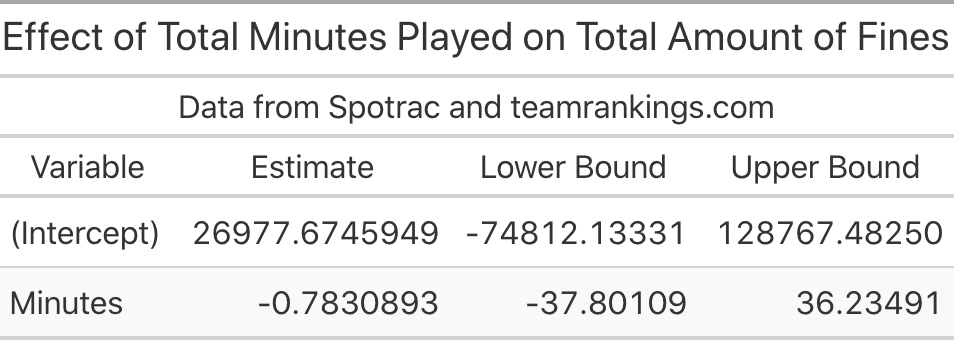 Effect of Total Minutes Played on Total Amount of Fines
Data from Spotrac and teamrankings.com
Variable Estimate Lower Bound Upper Bound
(Intercept) 26977.6745949 -74812.13331 128767.48250
Minutes -0.7830893 -37.80109 36.23491